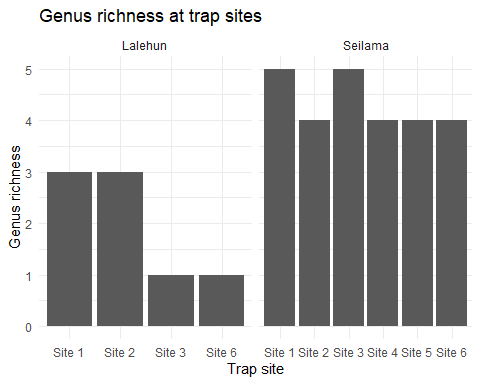 Genus richness at trap sites
Lalehun
Seilama
Genus richness
5
4
3
2
1
0
Site 1 Site 2 Site 3 Site 6
Site 1 Site 2 Site 3 Site 4 Site 5 Site 6
Trap site